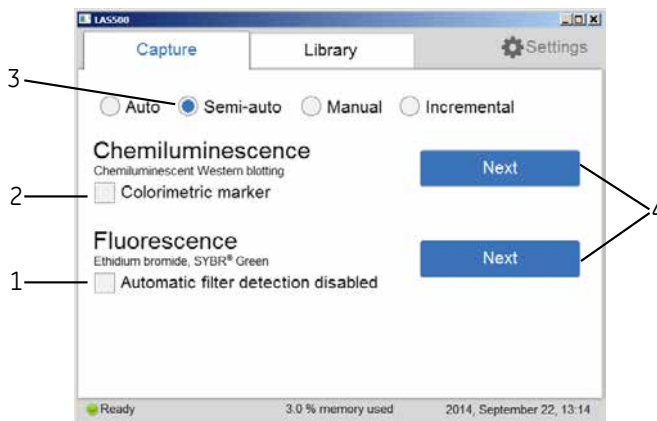 LAS500
Capture Library Settings
3
Auto Semi-auto Manual Incremental
Chemiluminescence
Chemiluminescent Western blotting
Next
2
Colorimetric marker
4
Fluorescence
Ethidium bromide, SYBR® Green
Next
1
Automatic filter detection disabled
Ready 3.0 % memory used 2014, September 22, 13:14